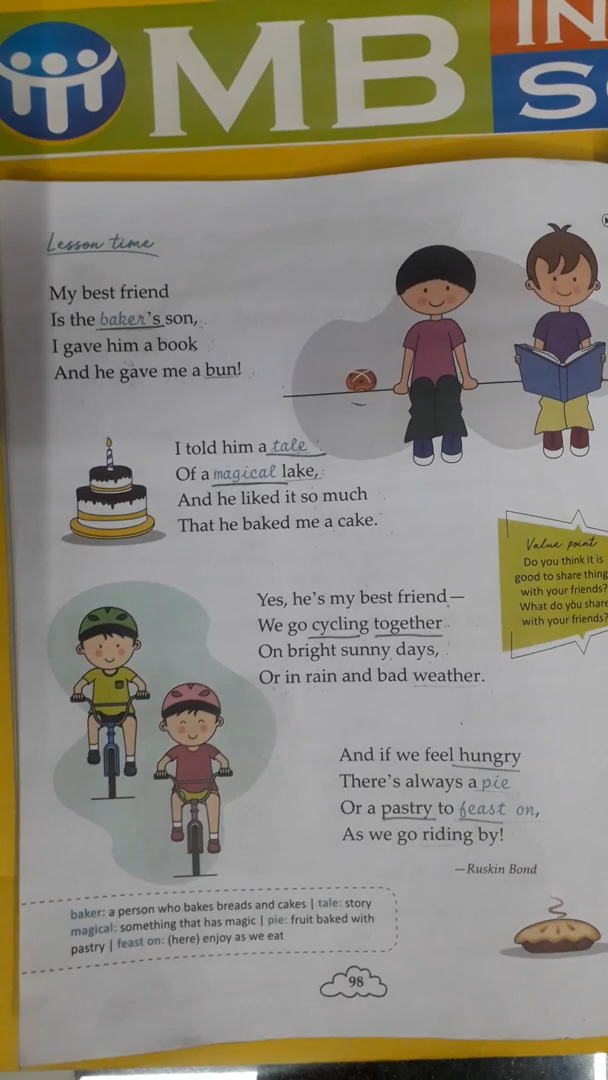 MB
IN
S
Lesson time
My best friend
Is the baker's son,
I gave him a book
And he gave me a bun!
I told him a tale
Of a magical lake,
And he liked it so much
That he baked me a cake.
Value point
Do you think it is
good to share thing
with your friends?
What do you share
with your friends?
Yes, he's my best friend—
We go cycling together
On bright sunny days,
Or in rain and bad weather.
And if we feel hungry
There's always a pie
Or a pastry to feast on,
As we go riding by!
—Ruskin Bond
baker: a person who bakes breads and cakes | tale: story
magical: something that has magic | pie: fruit baked with
pastry | feast on: (here) enjoy as we eat
98